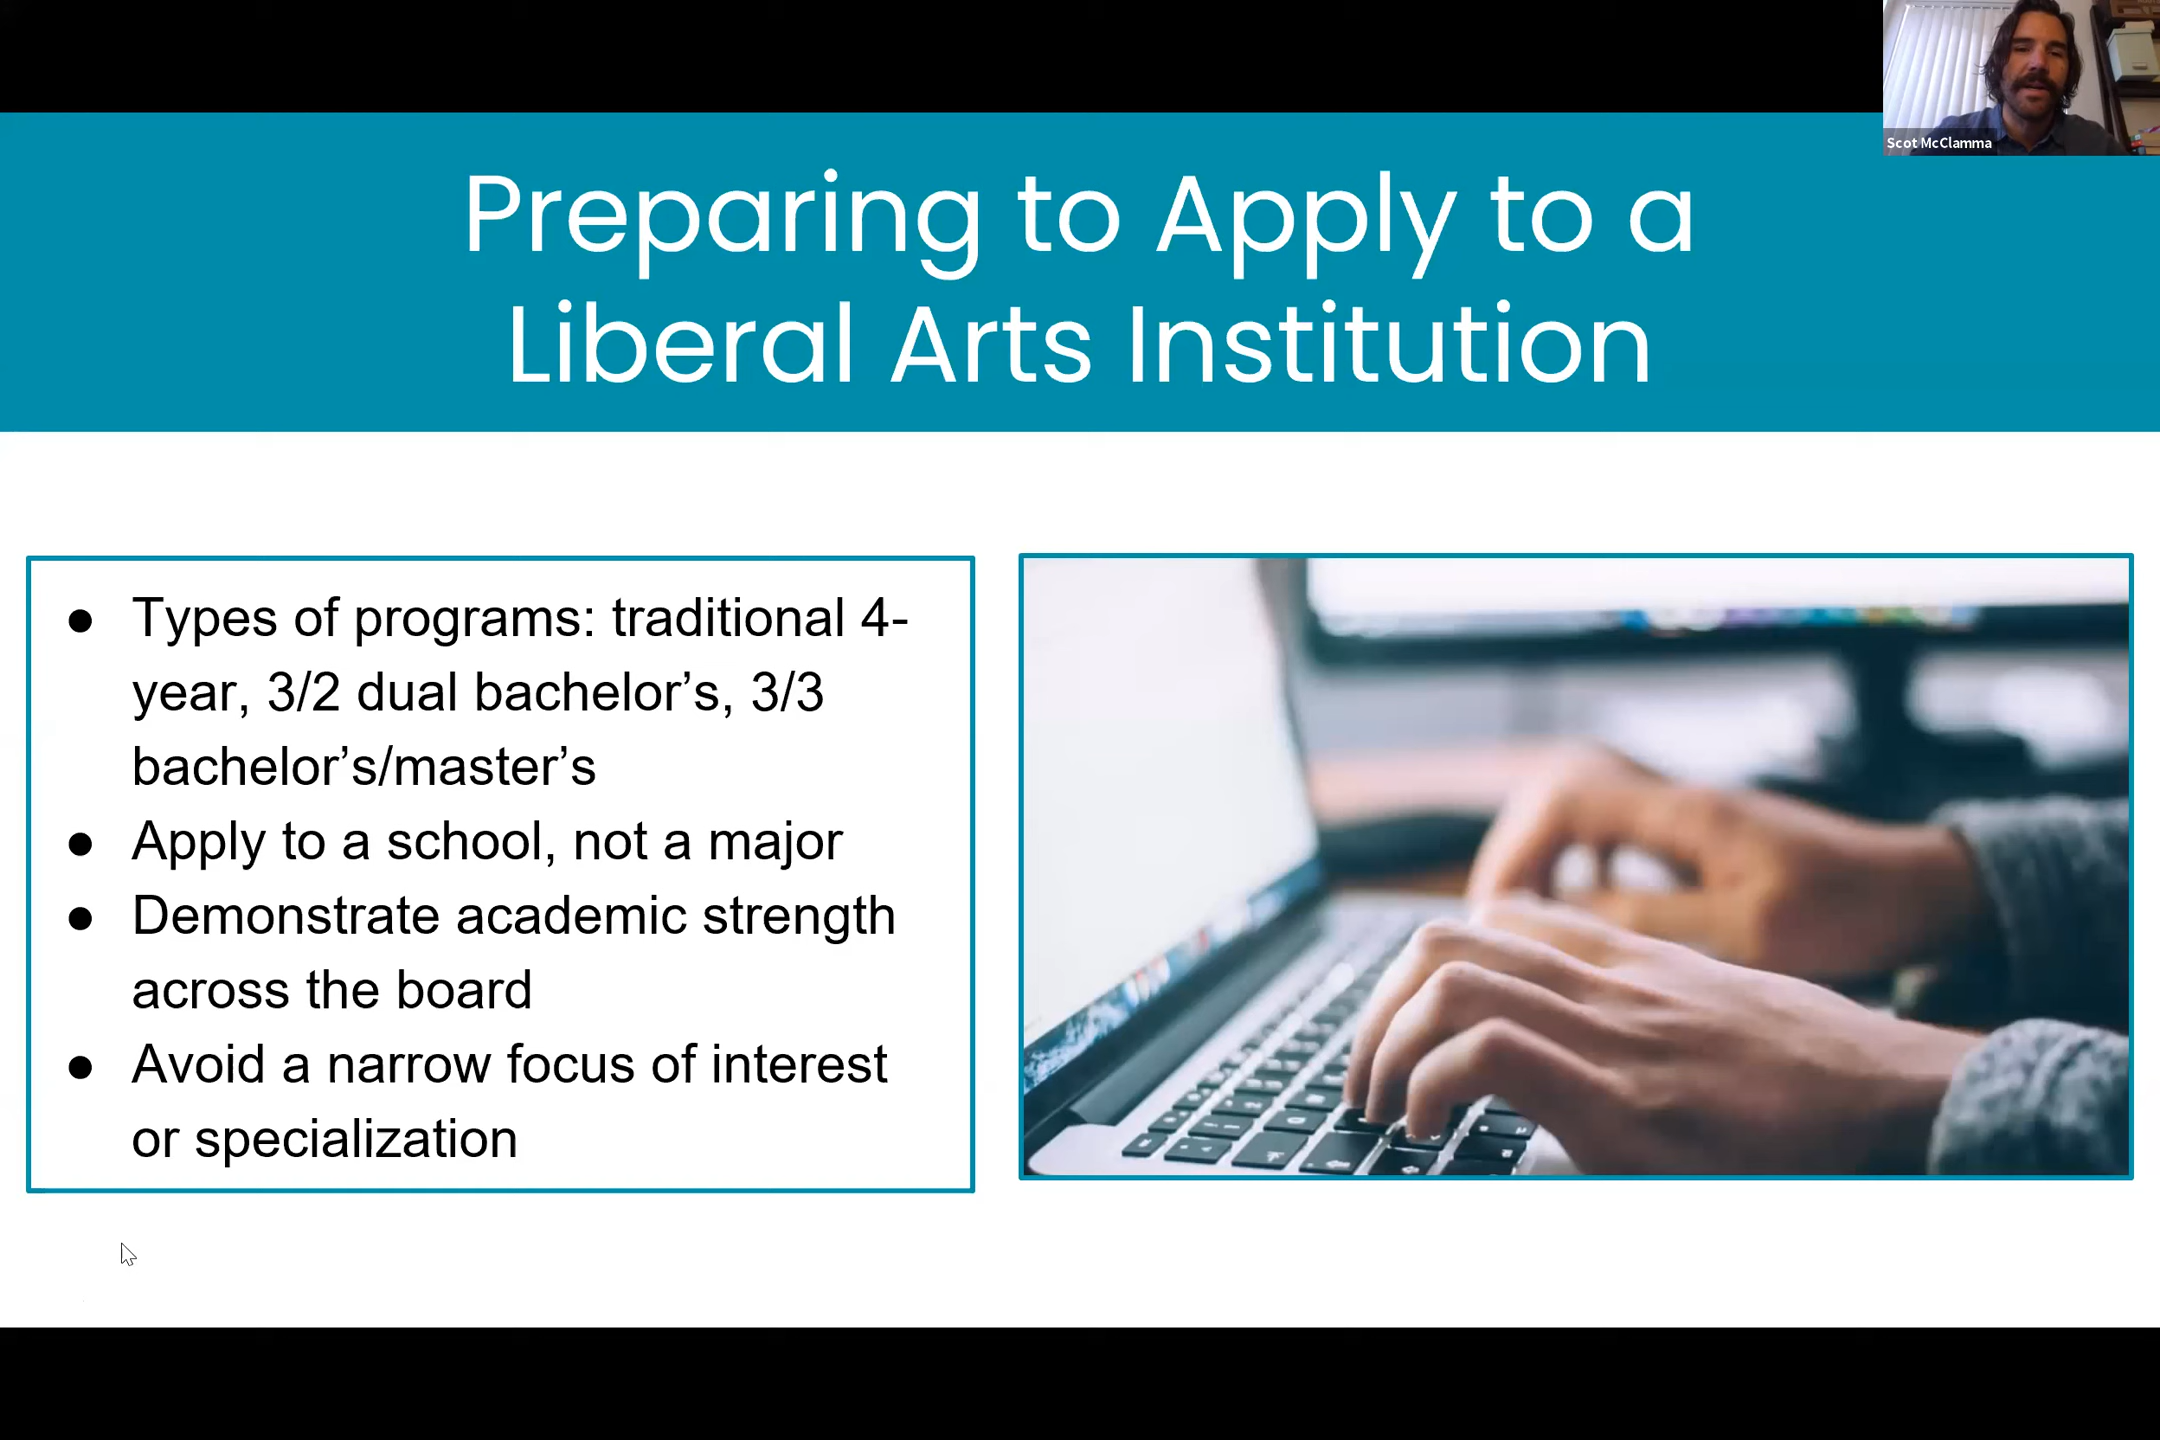 Scot McClamma
Preparing to Apply to a
Liberal Arts Institution
● Types of programs: traditional 4-
year, 3/2 dual bachelor’s, 3/3
bachelor’s/master’s
● Apply to a school, not a major
● Demonstrate academic strength
across the board
● Avoid a narrow focus of interest
or specialization